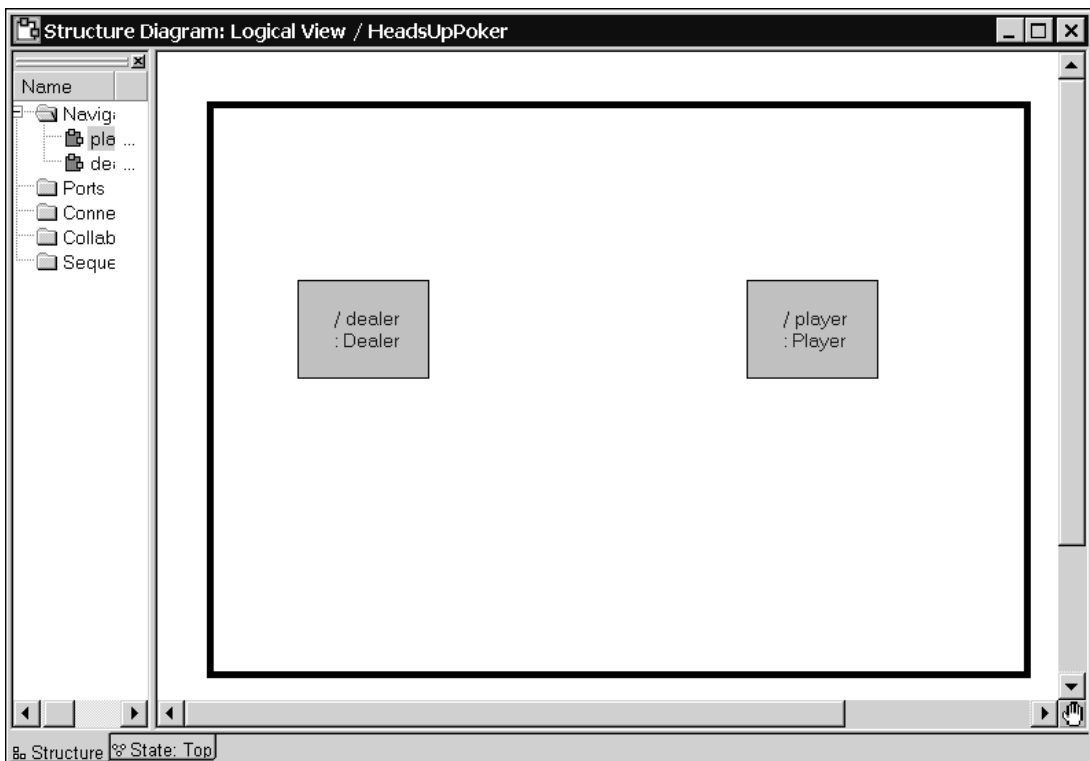 Structure Diagram: Logical View / HeadsUpPoker
Name
Naviga
pla ...
dea ...
Ports
Conne
Collab
Seque
/ dealer
: Dealer
/ player
: Player
Structure
State: Top